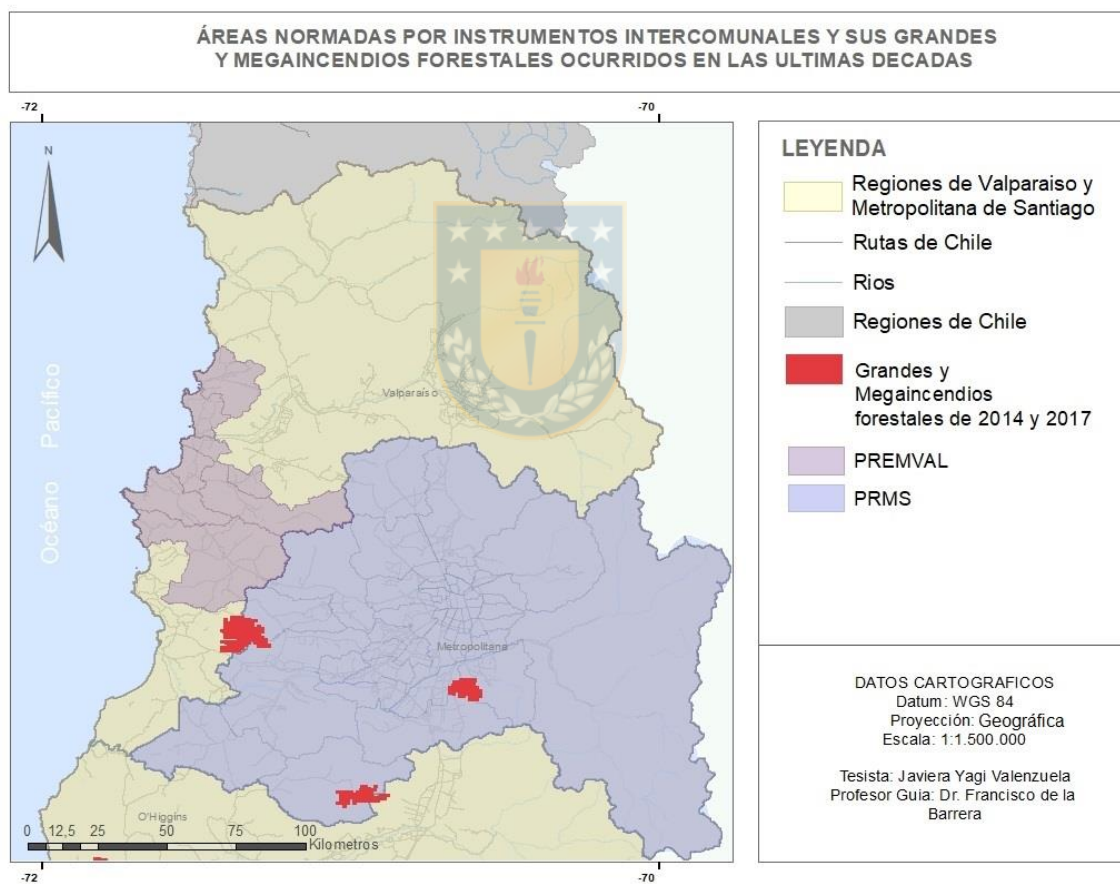 ÁREAS NORMADAS POR INSTRUMENTOS INTERCOMUNALES Y SUS GRANDES
Y MEGAINCENDIOS FORESTALES OCURRIDOS EN LAS ULTIMAS DECADAS
-72
-70
N
Océano Pacífico
Valparaíso
Metropolitana
O'Higgins
0 12,5 25 50 75 100
Kilometros
-72
-70
LEYENDA
Regiones de Valparaiso y
Metropolitana de Santiago
Rutas de Chile
Rios
Regiones de Chile
Grandes y
Megaincendios
forestales de 2014 y 2017
PREMVAL
PRMS
DATOS CARTOGRAFICOS
Datum: WGS 84
Proyección: Geográfica
Escala: 1:1.500.000
Tesista: Javiera Yagi Valenzuela
Profesor Guia: Dr. Francisco de la
Barrera